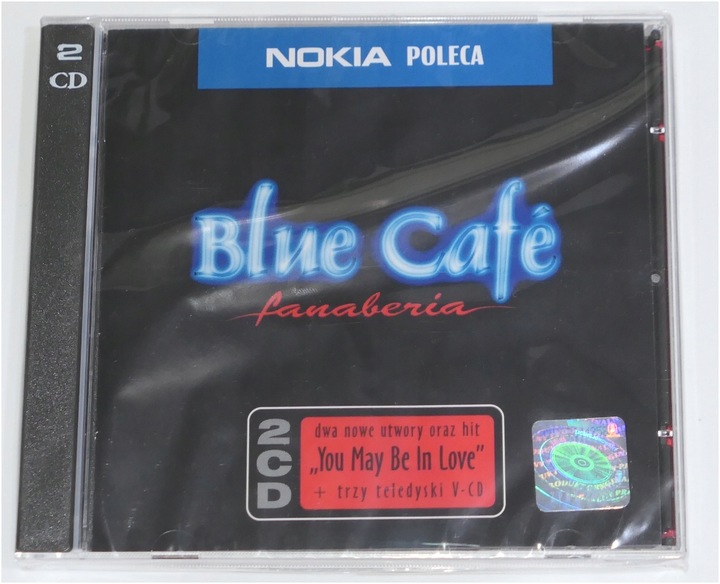 2
CD
NOKIA POLECA
Blue Café
fanaberia
2CD
dwa nowe utwory oraz hit
„You May Be In Love”
+ trzy teledyski V-CD